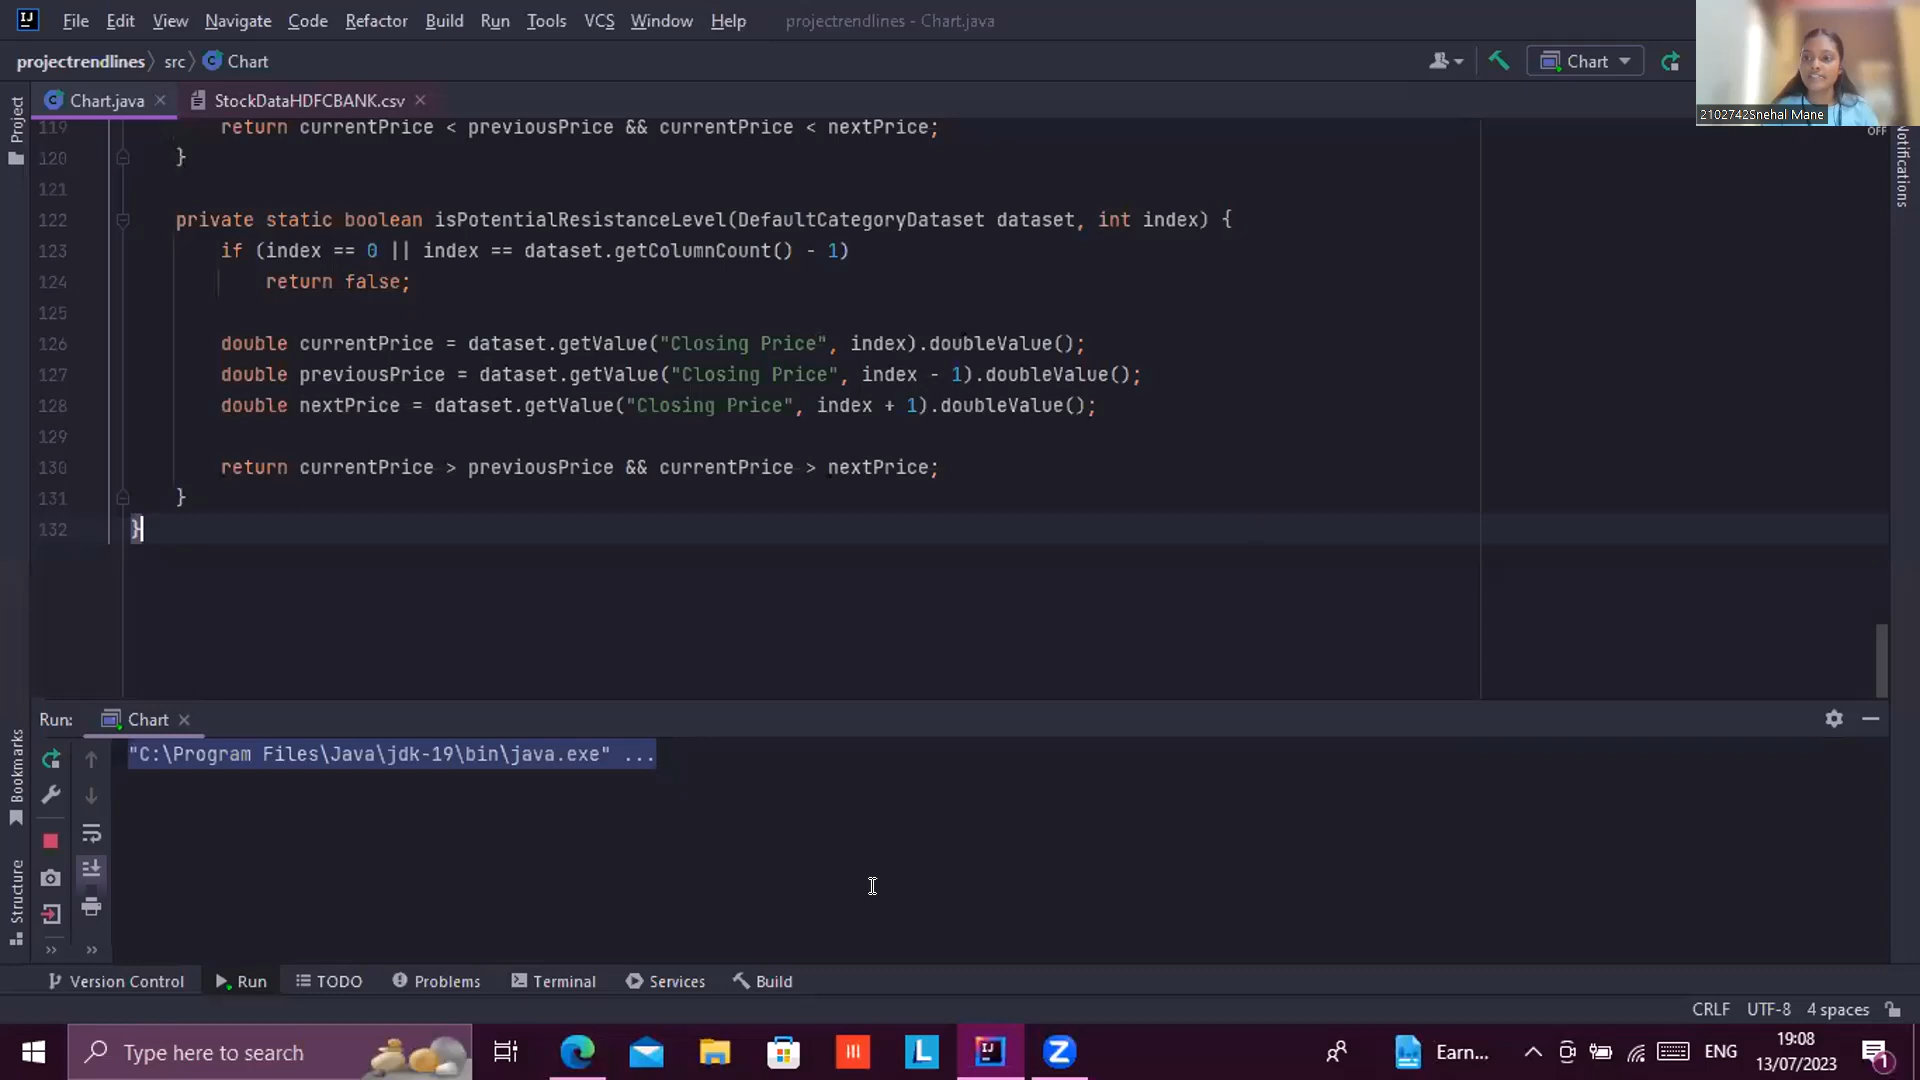 File Edit View Navigate Code Refactor Build Run Tools VCS Window Help projectrendlines - Chart.java
projectrendlines src Chart
Chart
2102742Snehal Mane
Chart.java StockDataHDFCBANK.csv
OFF
Project
Notifications
119 return currentPrice < previousPrice && currentPrice < nextPrice;
120 }
121
122 private static boolean isPotentialResistanceLevel(DefaultCategoryDataset dataset, int index) {
123 if (index == 0 || index == dataset.getColumnCount() - 1)
124 return false;
125
126 double currentPrice = dataset.getValue("Closing Price", index).doubleValue();
127 double previousPrice = dataset.getValue("Closing Price", index - 1).doubleValue();
128 double nextPrice = dataset.getValue("Closing Price", index + 1).doubleValue();
129
130 return currentPrice > previousPrice && currentPrice > nextPrice;
131 }
132 }
Run: Chart
"C:\Program Files\Java\jdk-19\bin\java.exe" ...
Bookmarks
Structure
Version Control Run TODO Problems Terminal Services Build
CRLF UTF-8 4 spaces
Type here to search
L
Z
Earn...
ENG
19:08
13/07/2023
1